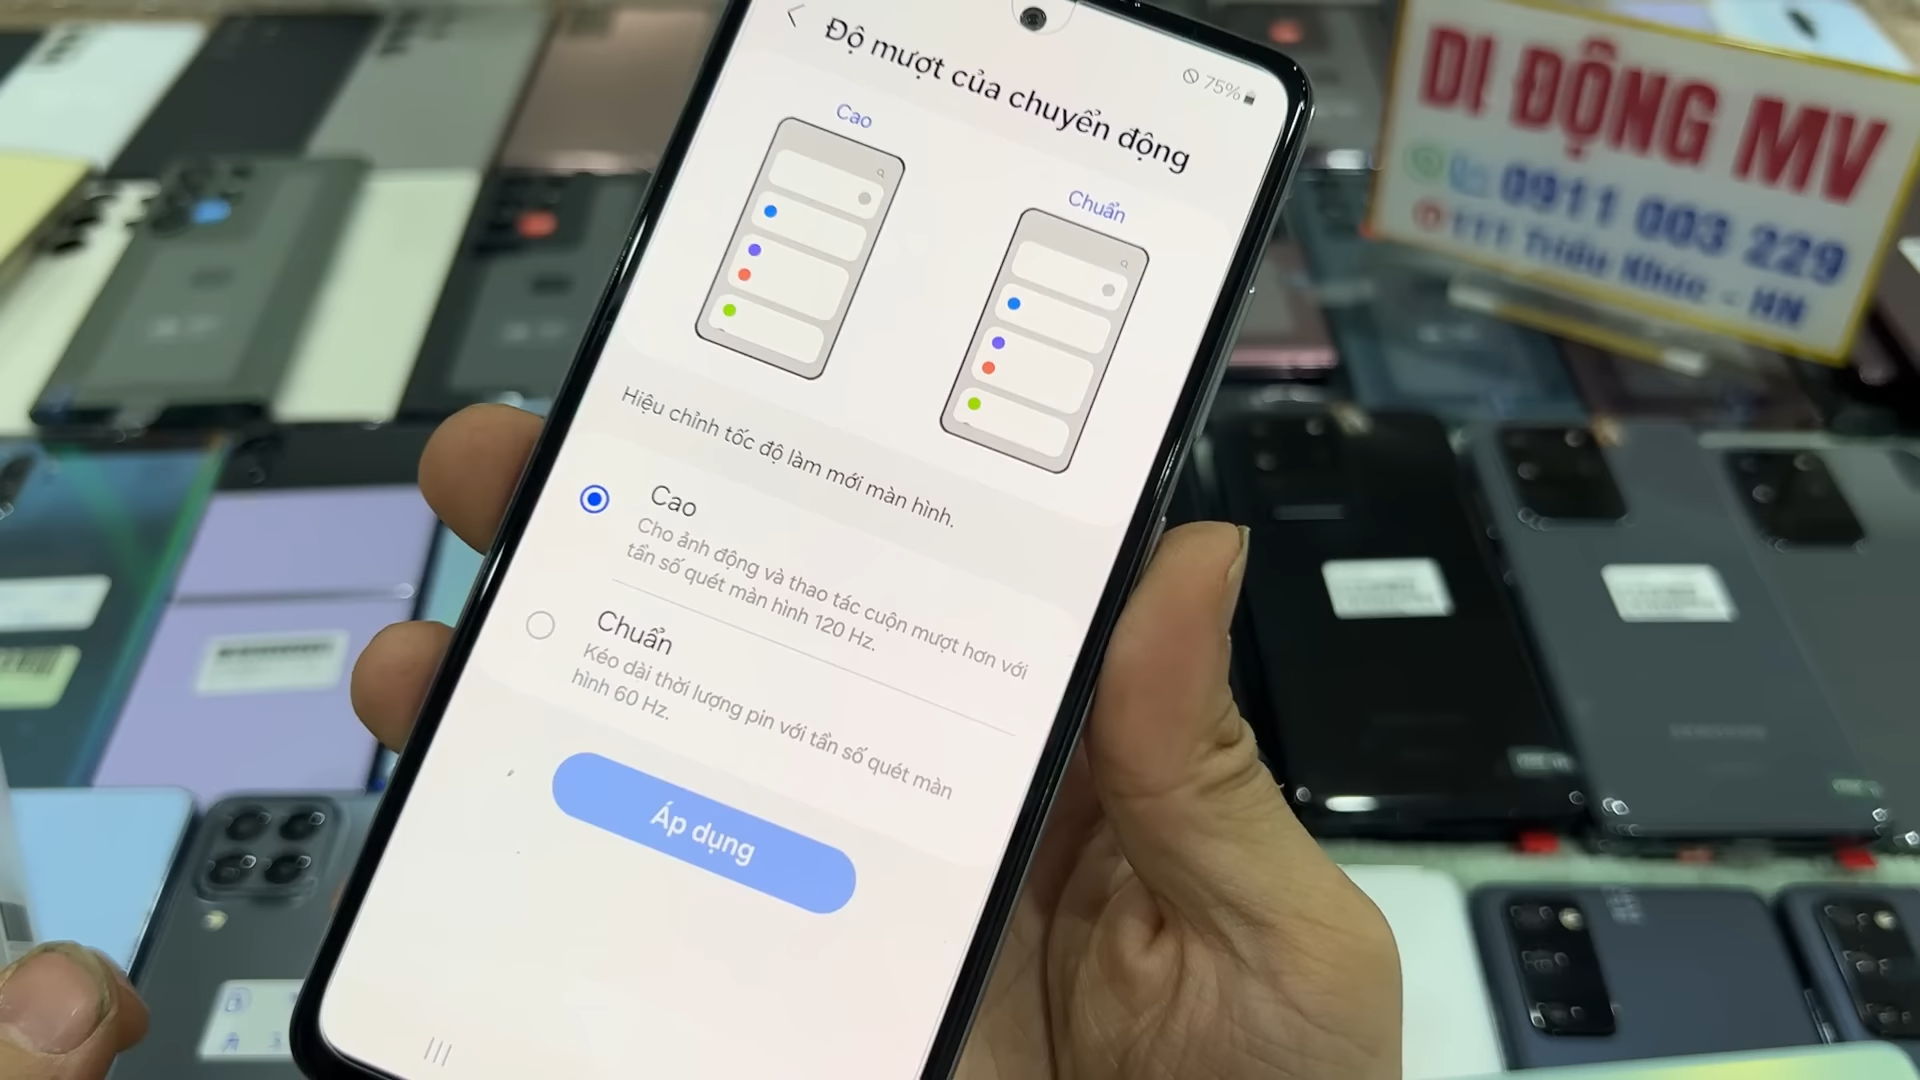 Độ mượt của chuyển động
75%
Cao
Chuẩn
Hiệu chỉnh tốc độ làm mới màn hình.
Cao
Cho ảnh động và thao tác cuộn mượt hơn với
tần số quét màn hình 120 Hz.
Chuẩn
Kéo dài thời lượng pin với tần số quét màn
hình 60 Hz.
Áp dụng
DI ĐỘNG MV
0911 003 229
111 Triều Khúc - HN
SAMSUNG